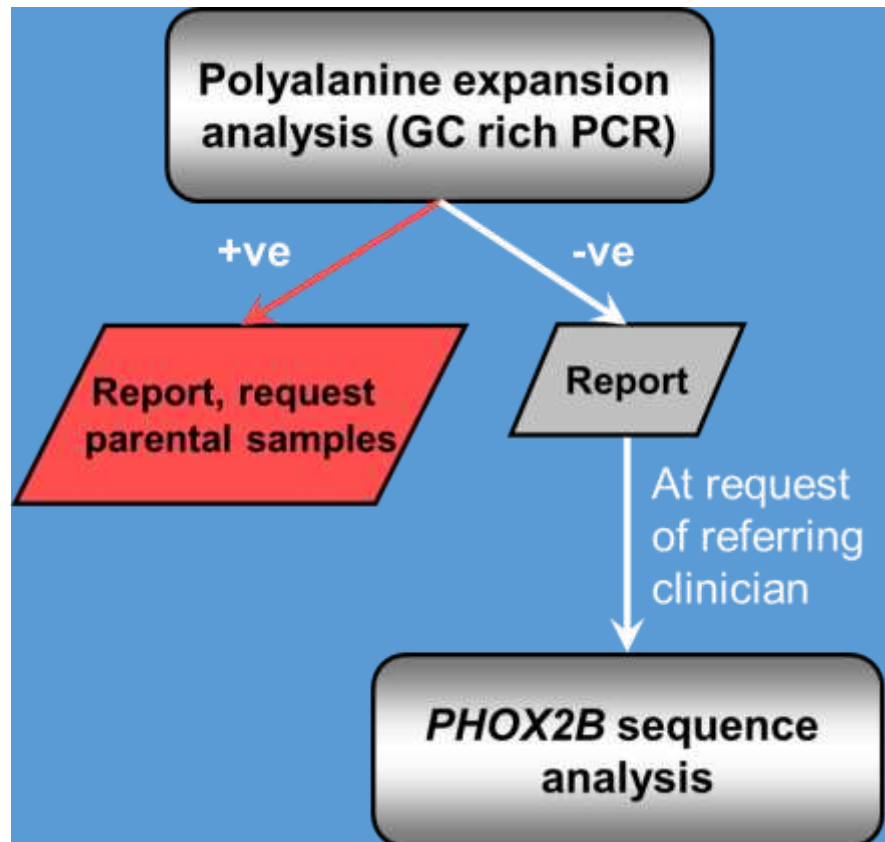 Polyalanine expansion
analysis (GC rich PCR)
+ve
-ve
Report, request
parental samples
Report
At request
of referring
clinician
PHOX2B sequence
analysis